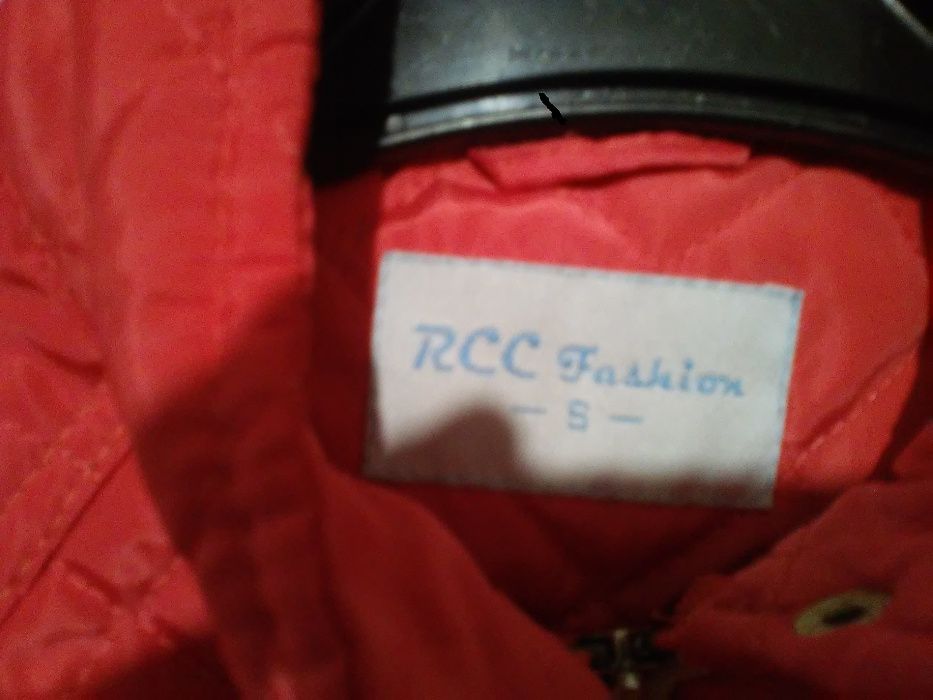 RCC Fashion
— S —